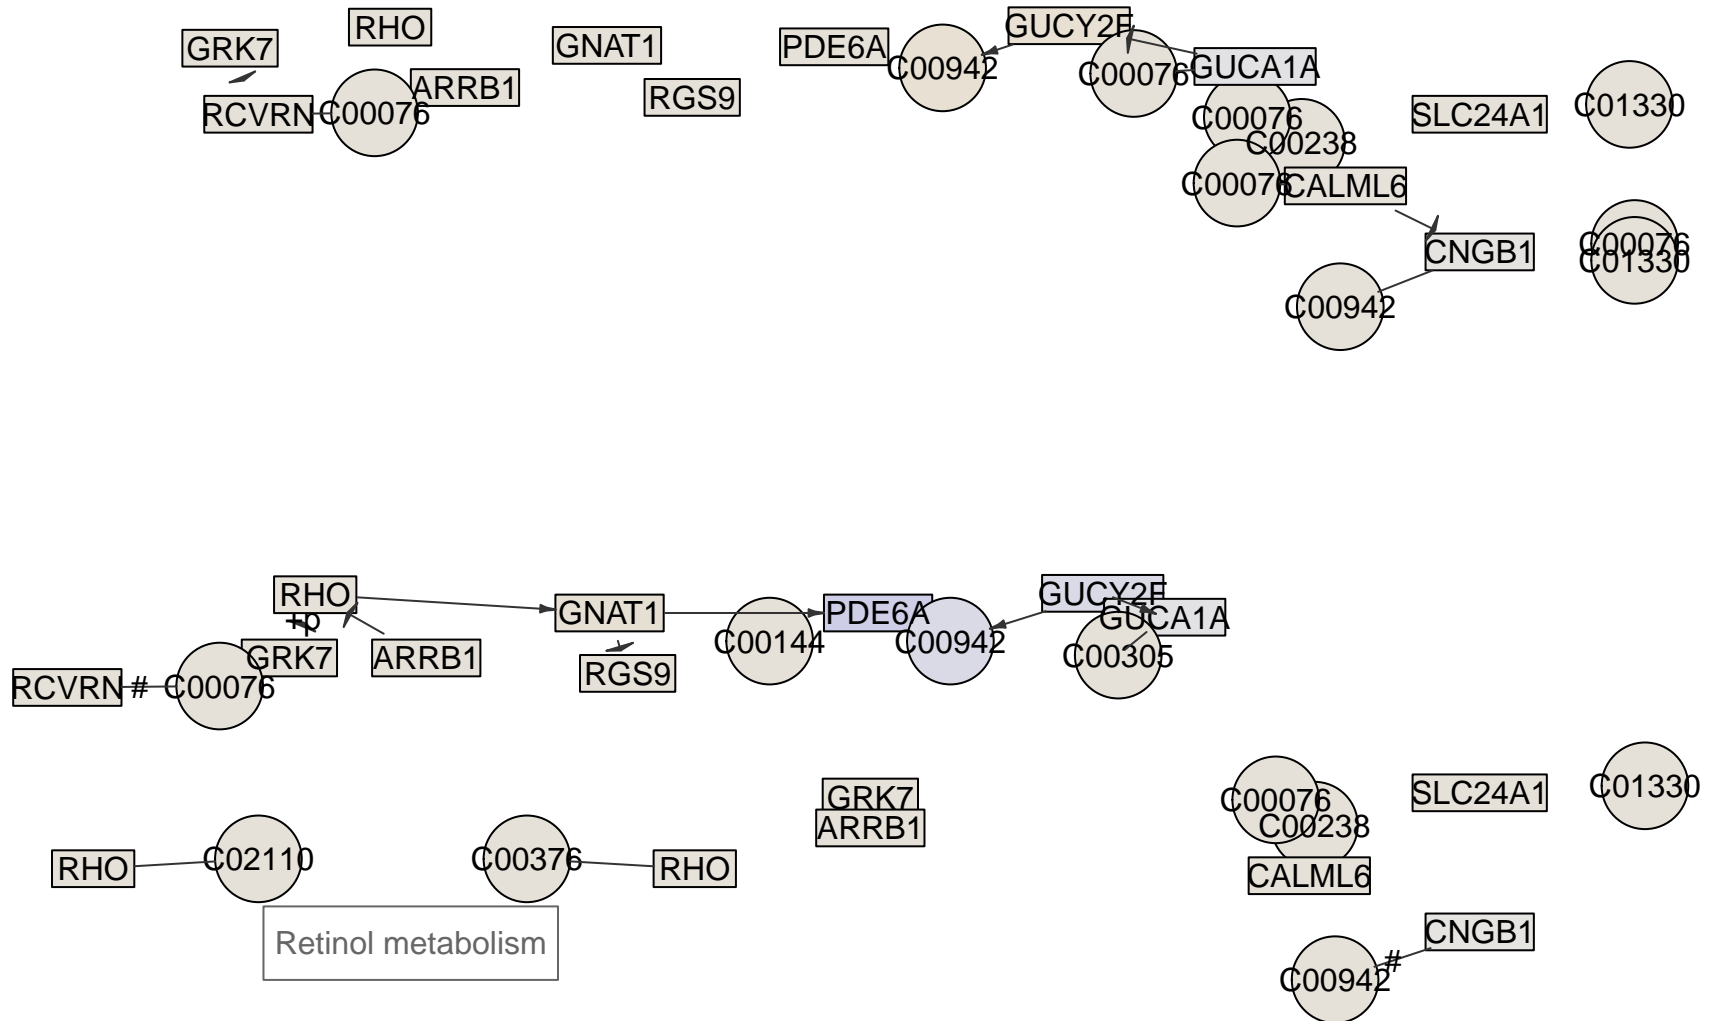 RHO
GRK7
GNAT1
PDE6A
GUCY2F
C00942
C00076
GUCA1A
ARRB1
RGS9
RCVRN
C00076
C00076
C00238
SLC24A1
C01330
C00076
CALML6
CNGB1
C00076
C01330
C00942
RHO
+p
GNAT1
PDE6A
GUCY2F
GUCA1A
C00144
C00942
C00305
GRK7
ARRB1
RGS9
RCVRN
#
C00076
GRK7
ARRB1
C00076
C00238
SLC24A1
C01330
RHO
C02110
C00376
RHO
CALML6
Retinol metabolism
CNGB1
#
C00942